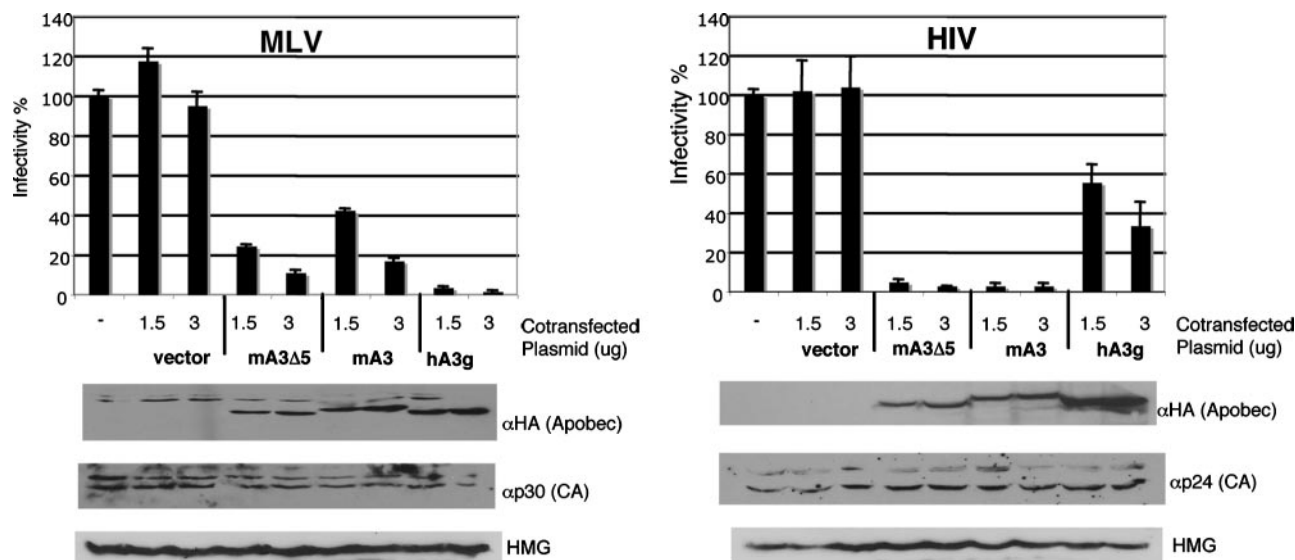 MLV
Infectivity %
140
120
100
80
60
40
20
0
- 1.5 3 1.5 3 1.5 3 1.5 3 Cotransfected
vector mA3Δ5 mA3 hA3g Plasmid (ug)
αHA (Apobec)
αp30 (CA)
HMG
HIV
Infectivity %
140
120
100
80
60
40
20
0
- 1.5 3 1.5 3 1.5 3 1.5 3 Cotransfected
vector mA3Δ5 mA3 hA3g Plasmid (ug)
αHA (Apobec)
αp24 (CA)
HMG